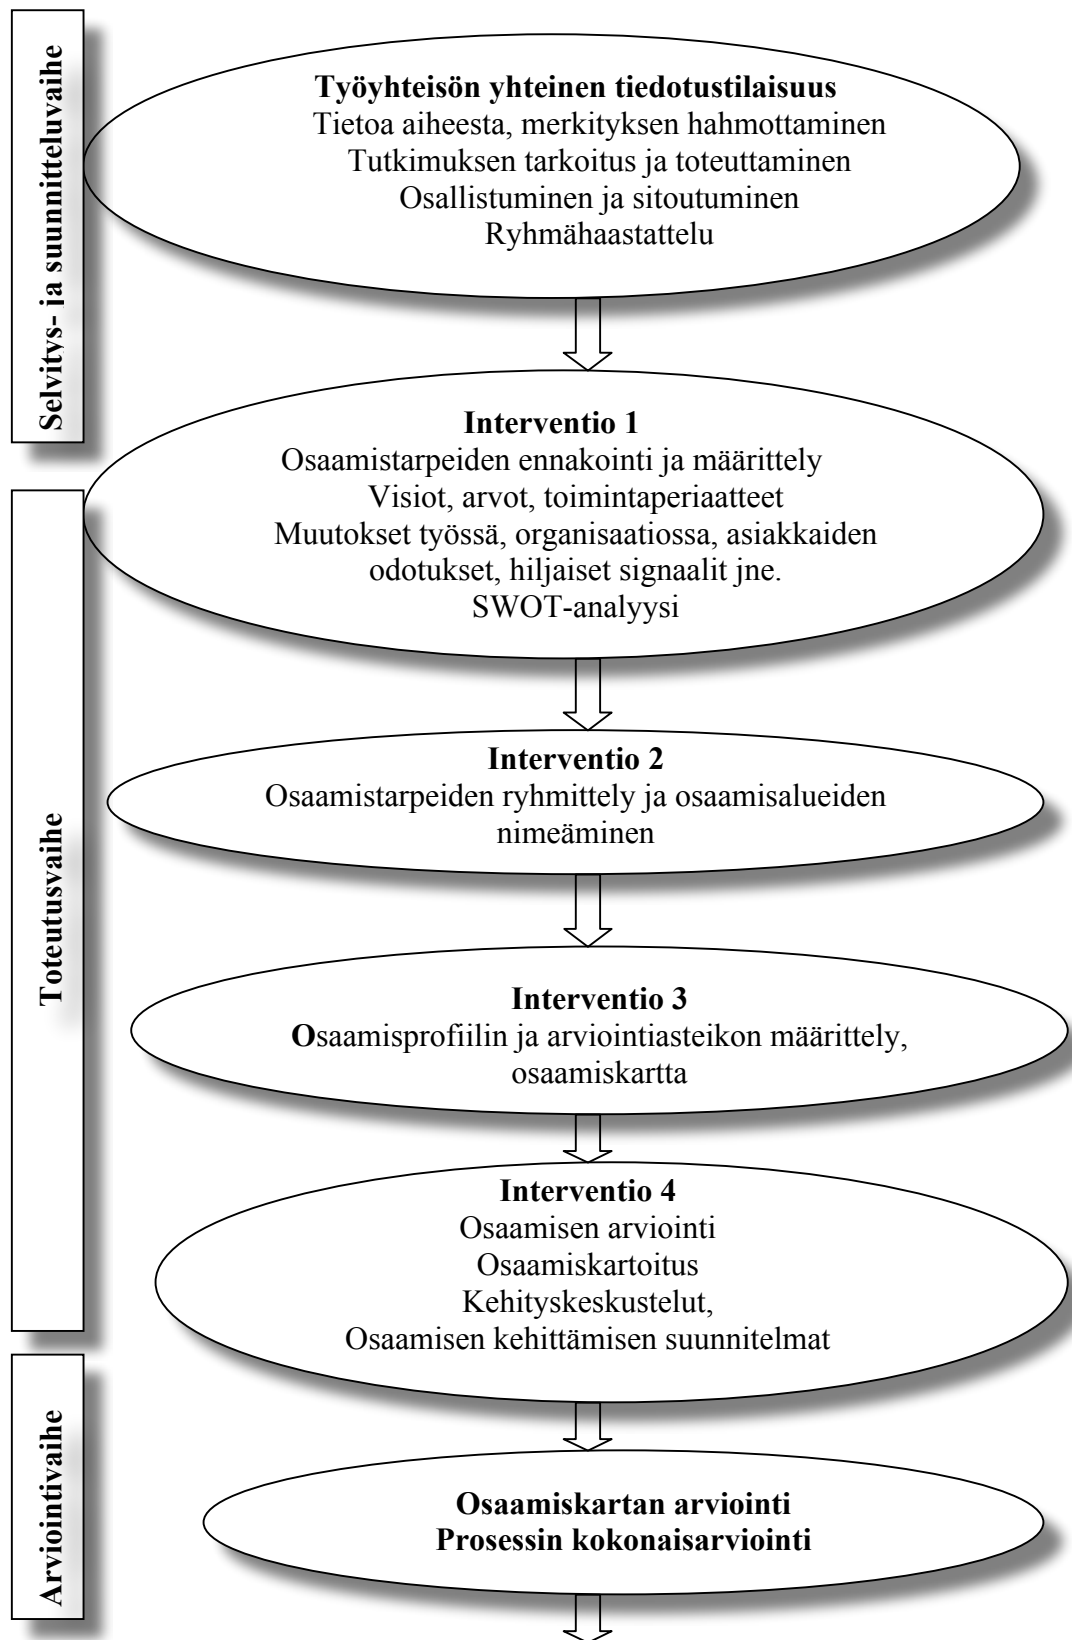 Selvitys- ja suunnitteluvaihe
Työyhteisön yhteinen tiedotustilaisuus
Tietoa aiheesta, merkityksen hahmottaminen
Tutkimuksen tarkoitus ja toteuttaminen
Osallistuminen ja sitoutuminen
Ryhmähaastattelu
Interventio 1
Osaamistarpeiden ennakointi ja määrittely
Visiot, arvot, toimintaperiaatteet
Muutokset työssä, organisaatiossa, asiakkaiden
odotukset, hiljaiset signaalit jne.
SWOT-analyysi
Toteutusvaihe
Interventio 2
Osaamistarpeiden ryhmittely ja osaamisalueiden
nimeäminen
Interventio 3
Osaamisprofiilin ja arviointiasteikon määrittely,
osaamiskartta
Interventio 4
Osaamisen arviointi
Osaamiskartoitus
Kehityskeskustelut,
Osaamisen kehittämisen suunnitelmat
Arviointivaihe
Osaamiskartan arviointi
Prosessin kokonaisarviointi